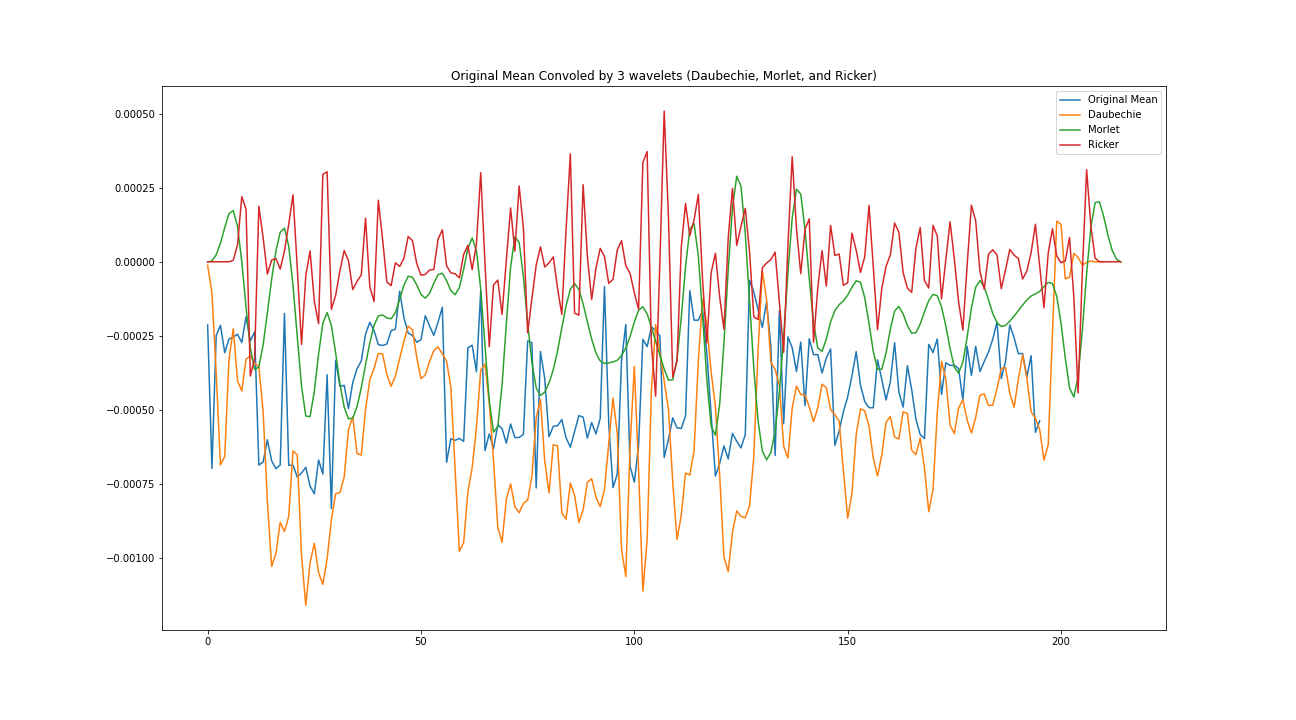 Original Mean Convoled by 3 wavelets (Daubechie, Morlet, and Ricker)
Original Mean
Daubechie
Morlet
Ricker
0.00050
0.00025
0.00000
−0.00025
−0.00050
−0.00075
−0.00100
0 50 100 150 200